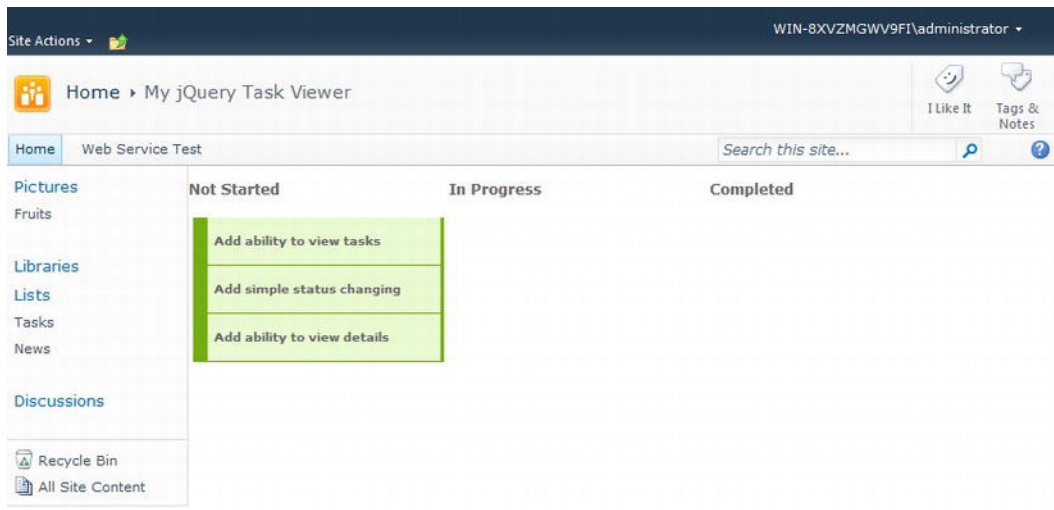 WIN-8XVZMGWV9FI\administrator
Site Actions
Home › My jQuery Task Viewer
I Like It
Tags & Notes
Home
Web Service Test
Search this site...
Pictures
Fruits
Libraries
Lists
Tasks
News
Discussions
Recycle Bin
All Site Content
Not Started
In Progress
Completed
Add ability to view tasks
Add simple status changing
Add ability to view details